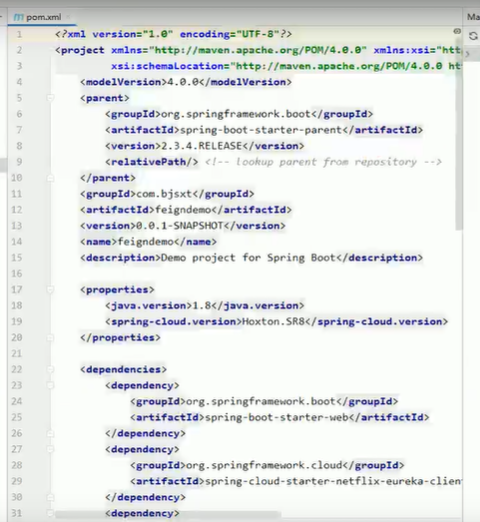 pom.xml
Ma
1 <?xml version="1.0" encoding="UTF-8"?>
2 <project xmlns="http://maven.apache.org/POM/4.0.0" xmlns:xsi="htt
3 xsi:schemaLocation="http://maven.apache.org/POM/4.0.0 ht
4 <modelVersion>4.0.0</modelVersion>
5 <parent>
6 <groupId>org.springframework.boot</groupId>
7 <artifactId>spring-boot-starter-parent</artifactId>
8 <version>2.3.4.RELEASE</version>
9 <relativePath/> <!-- lookup parent from repository -->
10 </parent>
11 <groupId>com.bjsxt</groupId>
12 <artifactId>feigndemo</artifactId>
13 <version>0.0.1-SNAPSHOT</version>
14 <name>feigndemo</name>
15 <description>Demo project for Spring Boot</description>
16
17 <properties>
18 <java.version>1.8</java.version>
19 <spring-cloud.version>Hoxton.SR8</spring-cloud.version>
20 </properties>
21
22 <dependencies>
23 <dependency>
24 <groupId>org.springframework.boot</groupId>
25 <artifactId>spring-boot-starter-web</artifactId>
26 </dependency>
27 <dependency>
28 <groupId>org.springframework.cloud</groupId>
29 <artifactId>spring-cloud-starter-netflix-eureka-clien
30 </dependency>
31 <dependency>